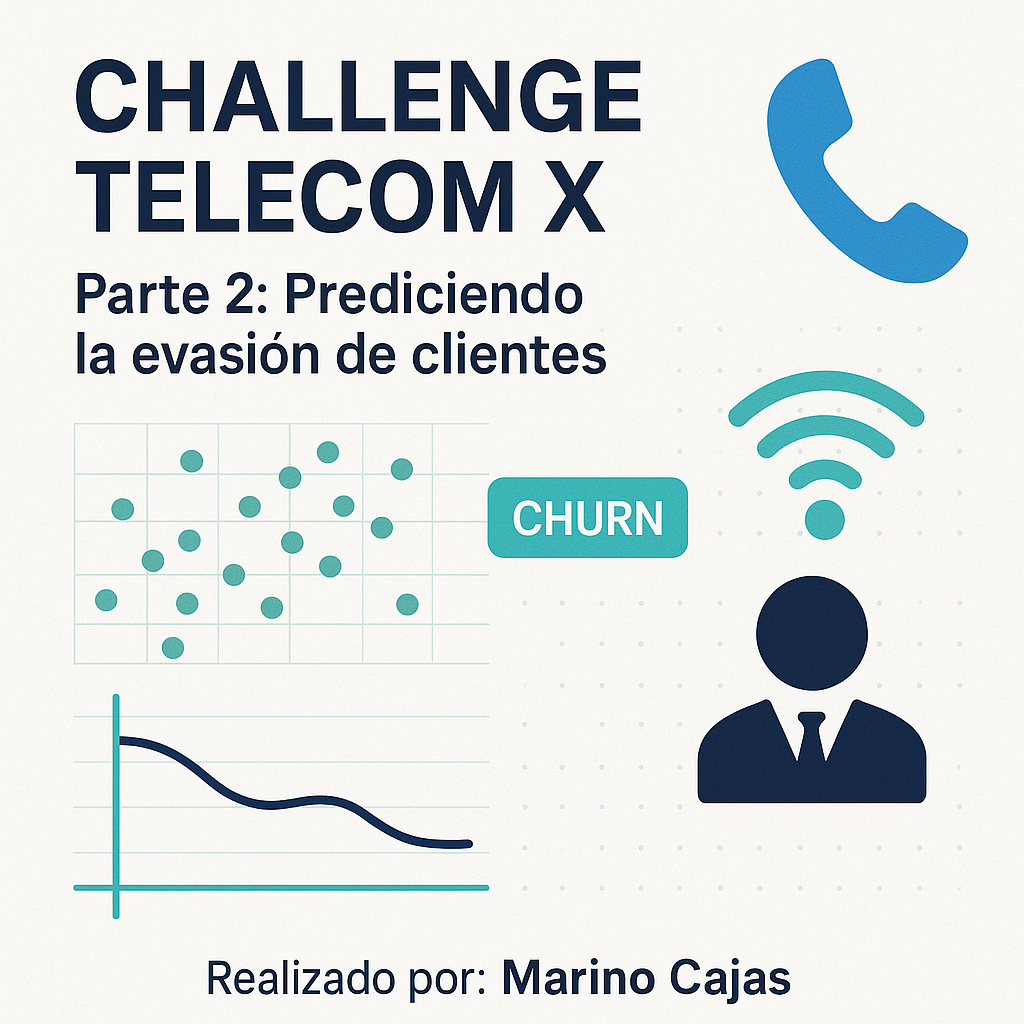 CHALLENGE
TELECOM X
Parte 2: Prediciendo
la evasión de clientes
CHURN
Realizado por: Marino Cajas